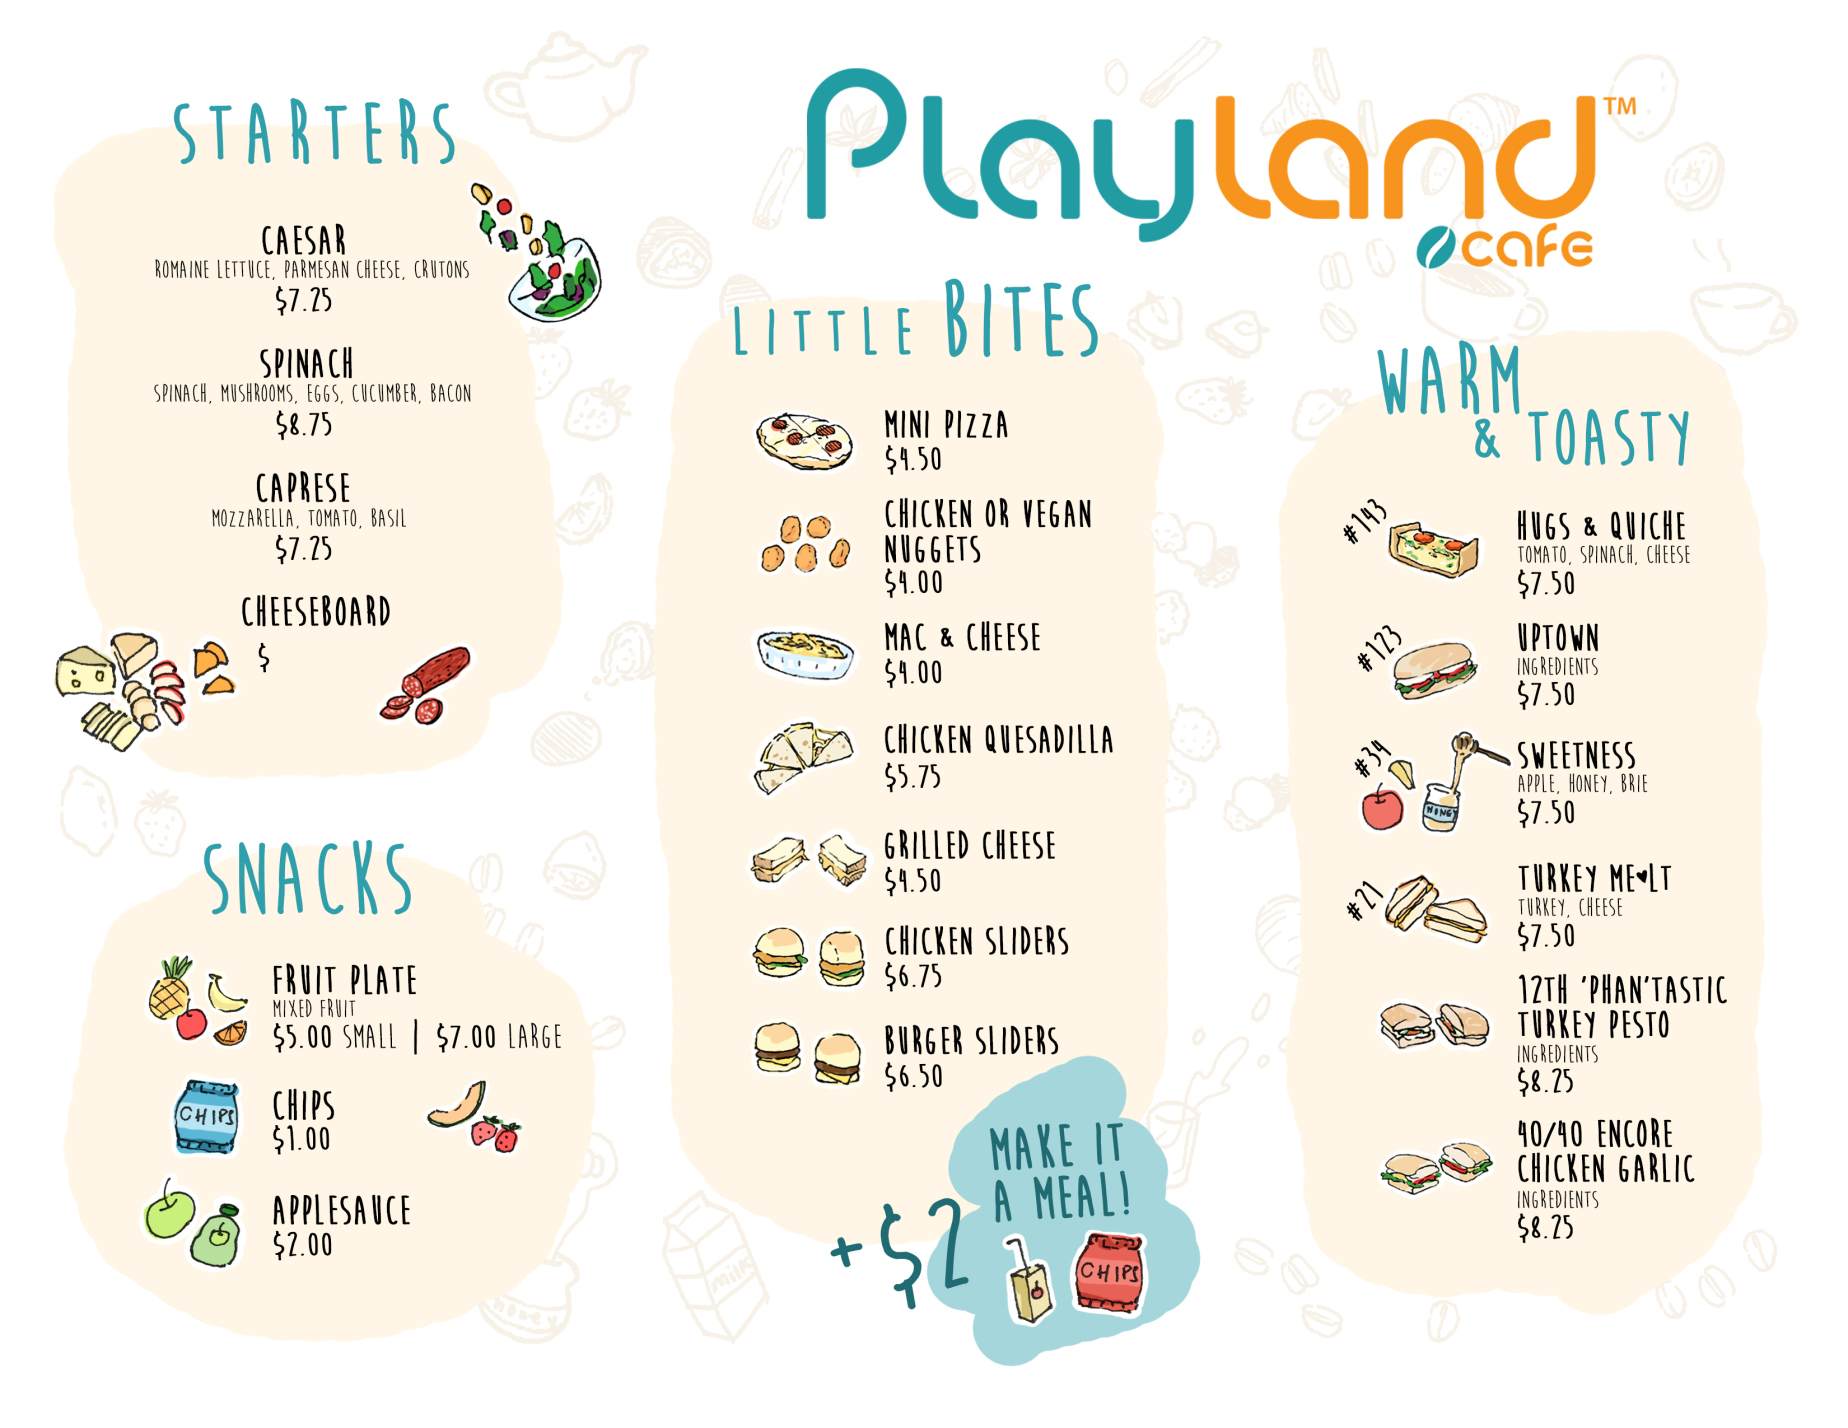 Playland™
cafe
STARTERS
CAESAR
ROMAINE LETTUCE, PARMESAN CHEESE, CRUTONS
$7.25
SPINACH
SPINACH, MUSHROOMS, EGGS, CUCUMBER, BACON
$8.75
CAPRESE
MOZZARELLA, TOMATO, BASIL
$7.25
CHEESEBOARD
$
SNACKS
FRUIT PLATE
MIXED FRUIT
$5.00 SMALL | $7.00 LARGE
CHIPS
CHIPS
$1.00
APPLESAUCE
$2.00
LITTLE BITES
MINI PIZZA
$4.50
CHICKEN OR VEGAN
NUGGETS
$4.00
MAC & CHEESE
$4.00
CHICKEN QUESADILLA
$5.75
GRILLED CHEESE
$4.50
CHICKEN SLIDERS
$6.75
BURGER SLIDERS
$6.50
MAKE IT
A MEAL!
+$2
CHIPS
WARM
& TOASTY
#143
HUGS & QUICHE
TOMATO, SPINACH, CHEESE
$7.50
#123
UPTOWN
INGREDIENTS
$7.50
#34
SWEETNESS
APPLE, HONEY, BRIE
$7.50
HONEY
#21
TURKEY ME♥LT
TURKEY, CHEESE
$7.50
12TH 'PHAN'TASTIC
TURKEY PESTO
INGREDIENTS
$8.25
40/40 ENCORE
CHICKEN GARLIC
INGREDIENTS
$8.25
milk
honey